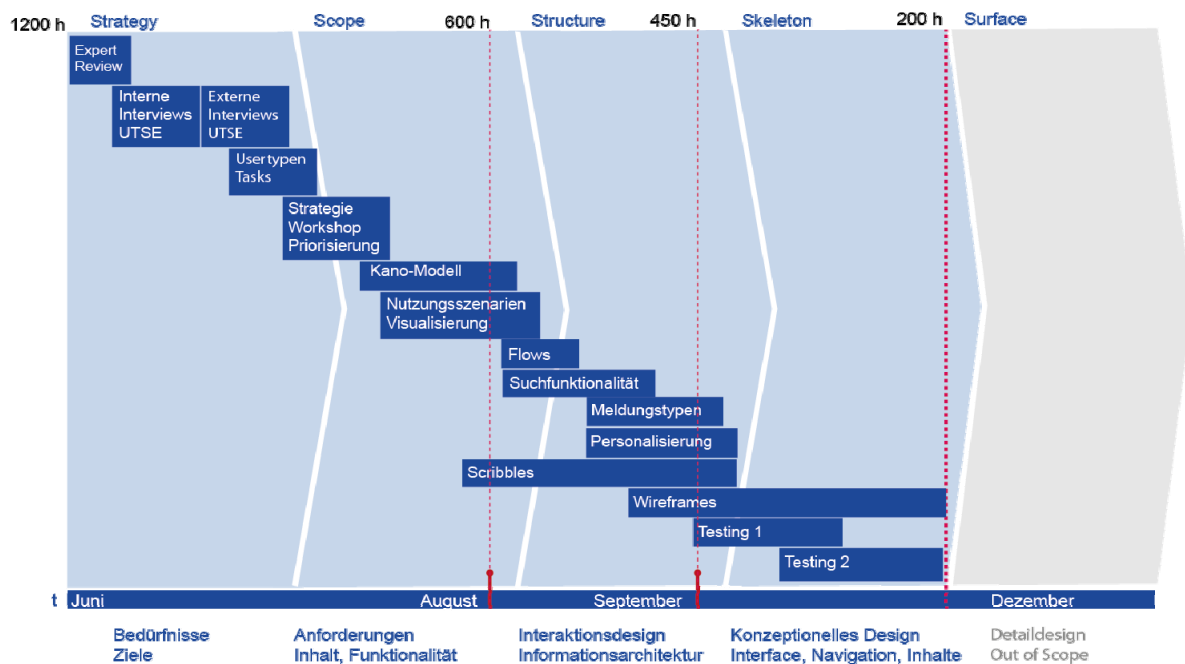 1200 h Strategy Scope 600 h Structure 450 h Skeleton 200 h Surface
Expert
Review
Interne
Interviews
UTSE
Externe
Interviews
UTSE
Usertypen
Tasks
Strategie
Workshop
Priorisierung
Kano-Modell
Nutzungsszenarien
Visualisierung
Flows
Suchfunktionalität
Meldungstypen
Personalisierung
Scribbles
Wireframes
Testing 1
Testing 2
t Juni August September Dezember
Bedürfnisse
Ziele
Anforderungen
Inhalt, Funktionalität
Interaktionsdesign
Informationsarchitektur
Konzeptionelles Design
Interface, Navigation, Inhalte
Detaildesign
Out of Scope